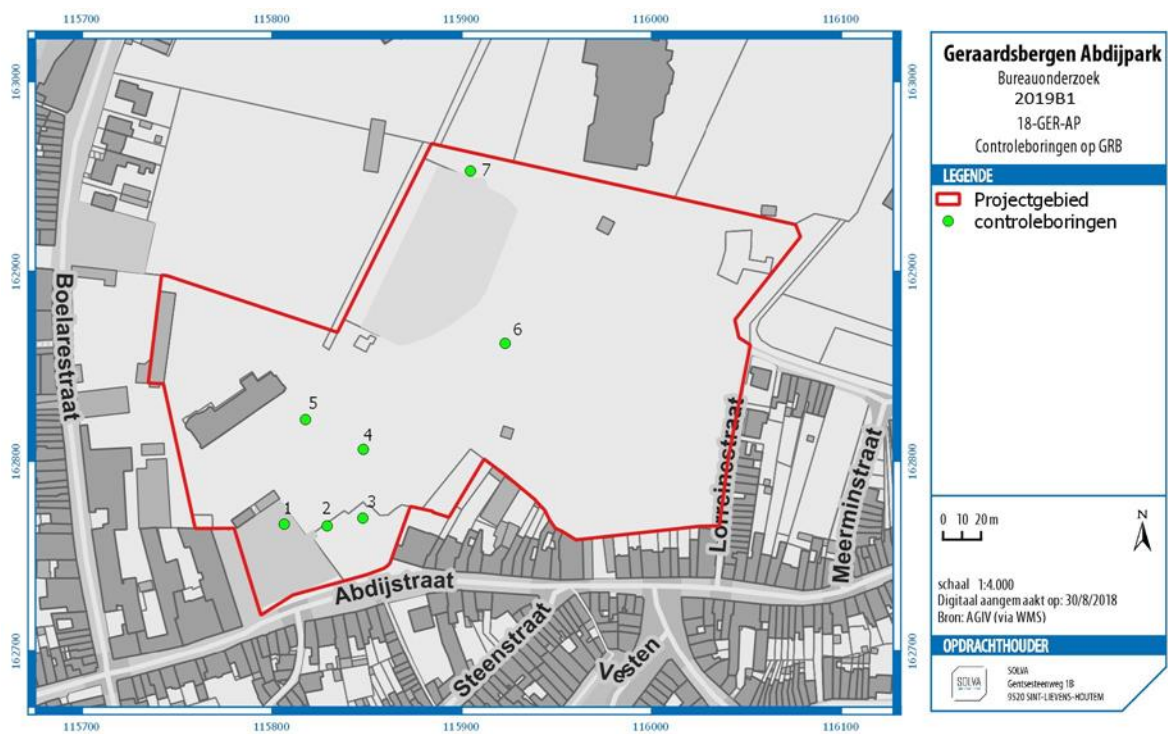 115700 115800 115900 116000 116100
163000
162900
162800
162700
163000
162900
162800
162700
7
6
5
4
3
2
1
Boelarestraat
Abdijstraat
Steenstraat
Vesten
Lorreinestraat
Meerminstraat
115700 115800 115900 116000 116100
Geraardsbergen Abdijpark
Bureauonderzoek
2019B1
18-GER-AP
Controleboringen op GRB
LEGENDE
Projectgebied
controleboringen
0 10 20 m
N
schaal 1:4.000
Digitaal aangemaakt op: 30/8/2018
Bron: AGIV (via WMS)
OPDRACHTHOUDER
SOLVA
SOLVA
Gentsesteenweg 1B
9520 SINT-LIEVENS-HOUTEM